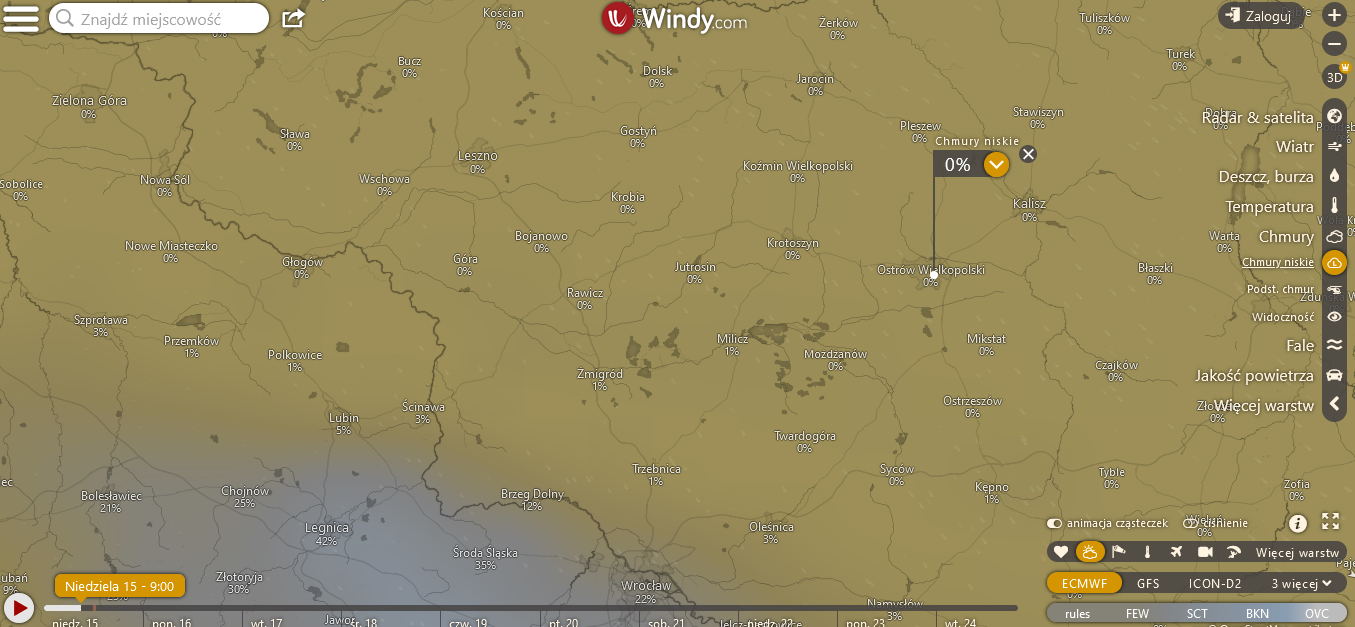 Znajdź miejscowość
Windy.com
Zaloguj
Kościan
0%
Żerków
0%
Tuliszków
0%
Turek
0%
3D
Bucz
0%
Dolsk
0%
Jarocin
0%
Zielona Góra
0%
Sława
0%
Gostyń
0%
Pleszew
0%
Stawiszyn
0%
Radar & satelita
Chmury niskie
0%
Wiatr
Leszno
0%
Koźmin Wielkopolski
0%
Deszcz, burza
Sobolice
0%
Nowa Sól
0%
Wschowa
0%
Krobia
0%
Kalisz
0%
Temperatura
Nowe Miasteczko
0%
Bojanowo
0%
Krotoszyn
0%
Warta
0%
Chmury
Głogów
0%
Góra
0%
Jutrosin
0%
Ostrów Wielkopolski
0%
Błaszki
0%
Chmury niskie
Rawicz
0%
Podst. chmur
Widoczność
Szprotawa
3%
Przemków
1%
Polkowice
1%
Milicz
1%
Mozdzanów
0%
Mikstat
0%
Fale
Żmigród
1%
Czajków
0%
Jakość powietrza
Lubin
5%
Ścinawa
3%
Ostrzeszów
0%
Więcej warstw
0%
Twardogóra
0%
Trzebnica
1%
Syców
0%
Tyble
0%
Kępno
1%
Zofia
0%
Bolesławiec
21%
Chojnów
25%
Brzeg Dolny
12%
Legnica
42%
Oleśnica
3%
animacja cząsteczek
ciśnienie
0%
Środa Śląska
35%
Więcej warstw
Złotoryja
30%
Wrocław
22%
9%
Niedziela 15 - 9:00
ECMWF
GFS
ICON-D2
3 więcej
0%
Namysłów
3%
rules
FEW
SCT
BKN
OVC
niedz. 15
pon. 16
wt. 17
śr. 18
czw. 19
pt. 20
sob. 21
niedz. 22
pon. 23
wt. 24